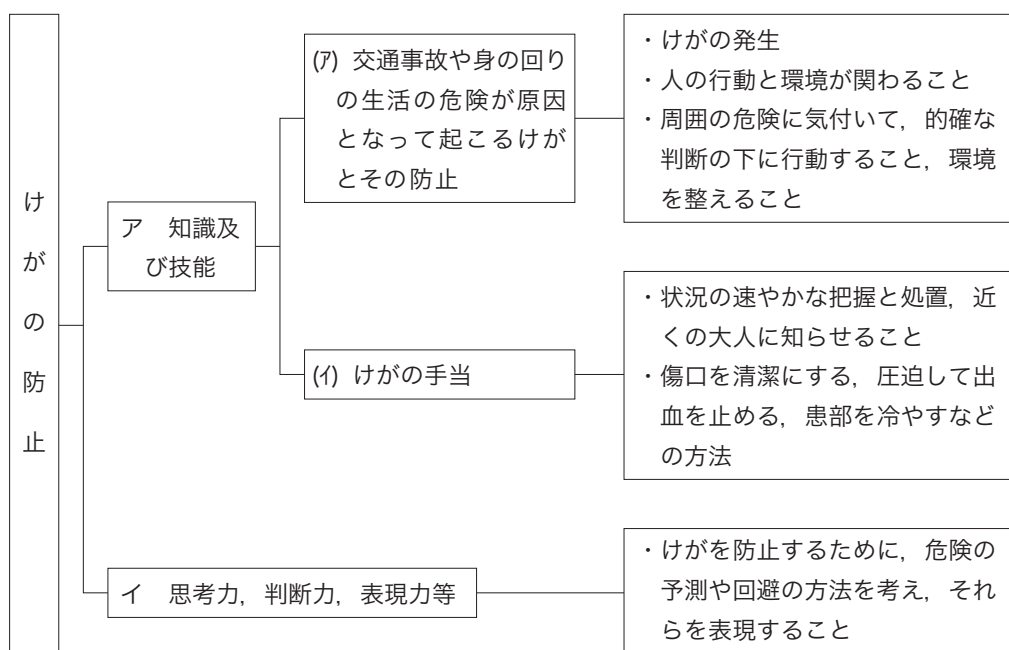 けがの防止
ア　知識及
び技能
(ア) 交通事故や身の回り
の生活の危険が原因
となって起こるけが
とその防止
・けがの発生
・人の行動と環境が関わること
・周囲の危険に気付いて，的確な
判断の下に行動すること，環境
を整えること
(イ) けがの手当
・状況の速やかな把握と処置，近
くの大人に知らせること
・傷口を清潔にする，圧迫して出
血を止める，患部を冷やすなど
の方法
イ　思考力，判断力，表現力等
・けがを防止するために，危険の
予測や回避の方法を考え，それ
らを表現すること